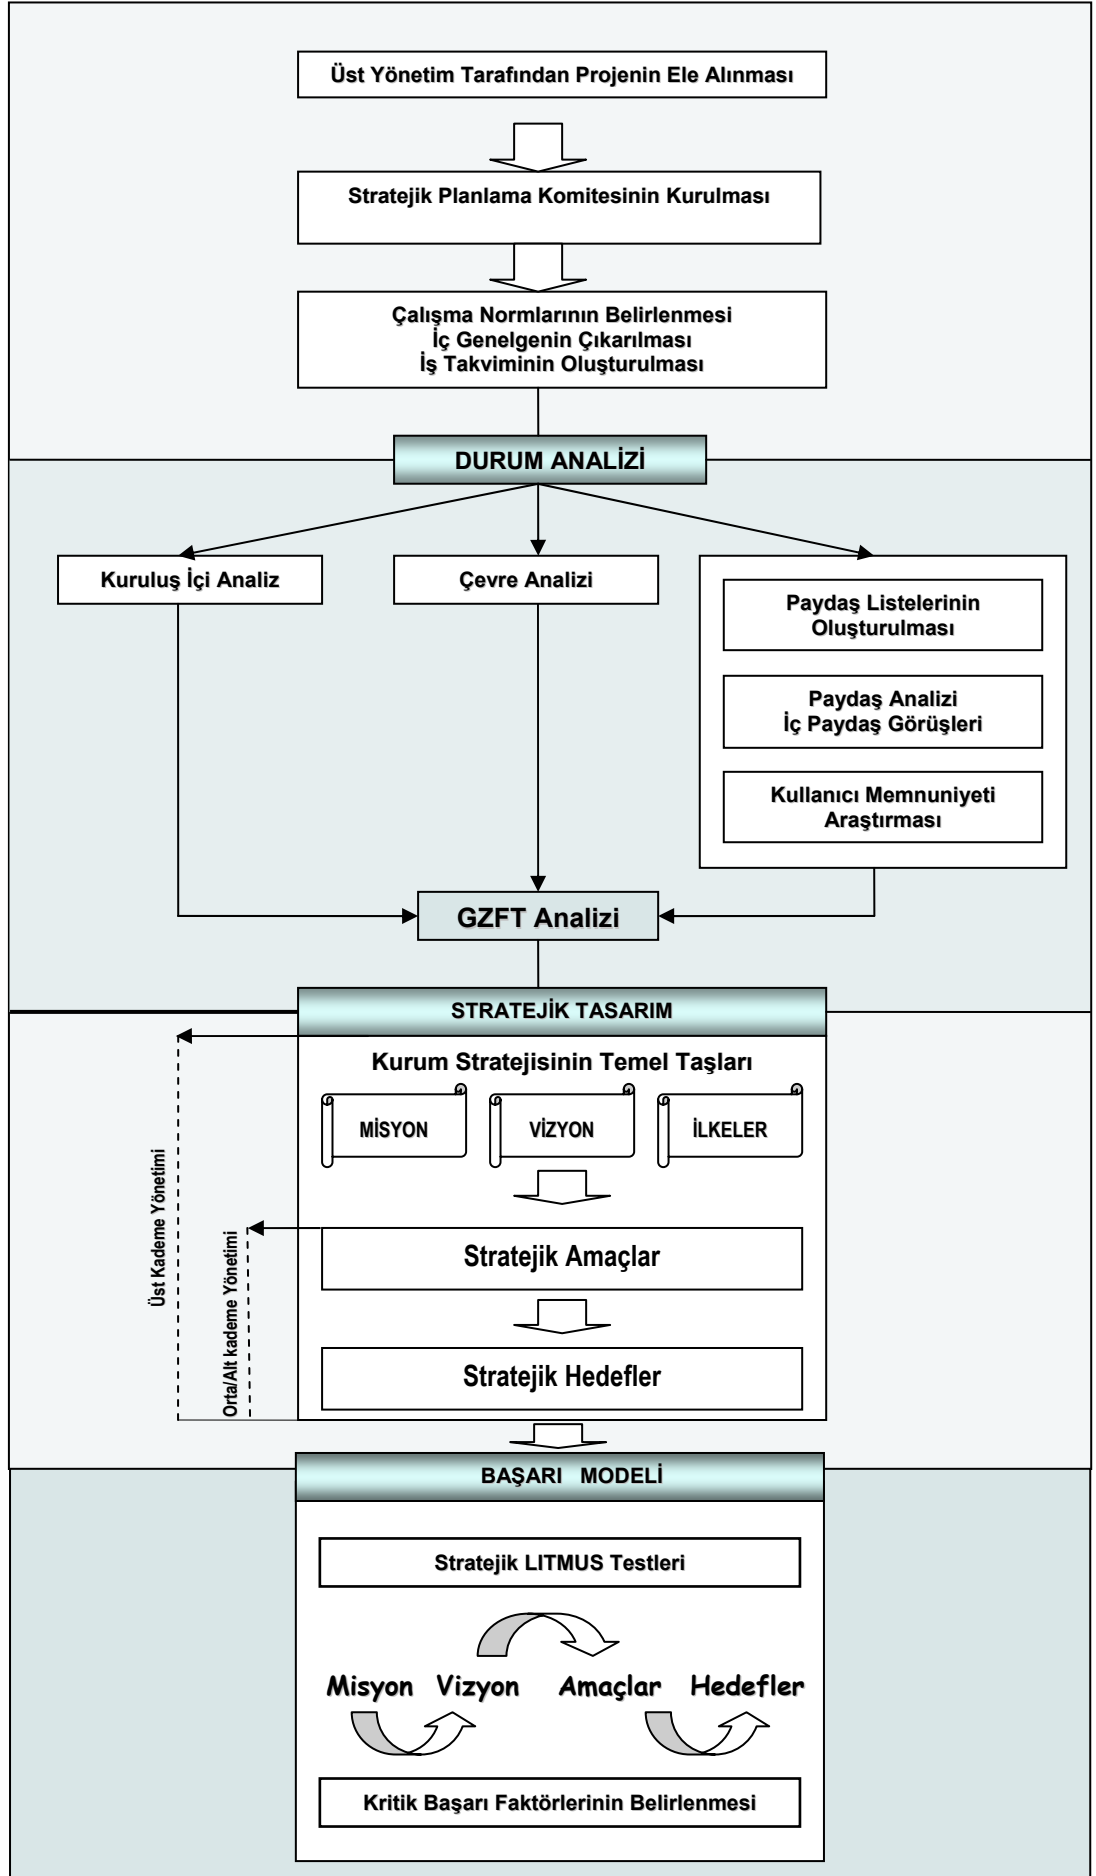 Üst Yönetim Tarafından Projenin Ele Alınması
Stratejik Planlama Komitesinin Kurulması
Çalışma Normlarının Belirlenmesi
İç Genelgenin Çıkarılması
İş Takviminin Oluşturulması
DURUM ANALİZİ
Kuruluş İçi Analiz
Çevre Analizi
Paydaş Listelerinin
Oluşturulması
Paydaş Analizi
İç Paydaş Görüşleri
Kullanıcı Memnuniyeti
Araştırması
GZFT Analizi
STRATEJİK TASARIM
Kurum Stratejisinin Temel Taşları
MİSYON
VİZYON
İLKELER
Üst Kademe Yönetimi
Orta/Alt kademe Yönetimi
Stratejik Amaçlar
Stratejik Hedefler
BAŞARI MODELİ
Stratejik LITMUS Testleri
Misyon Vizyon Amaçlar Hedefler
Kritik Başarı Faktörlerinin Belirlenmesi